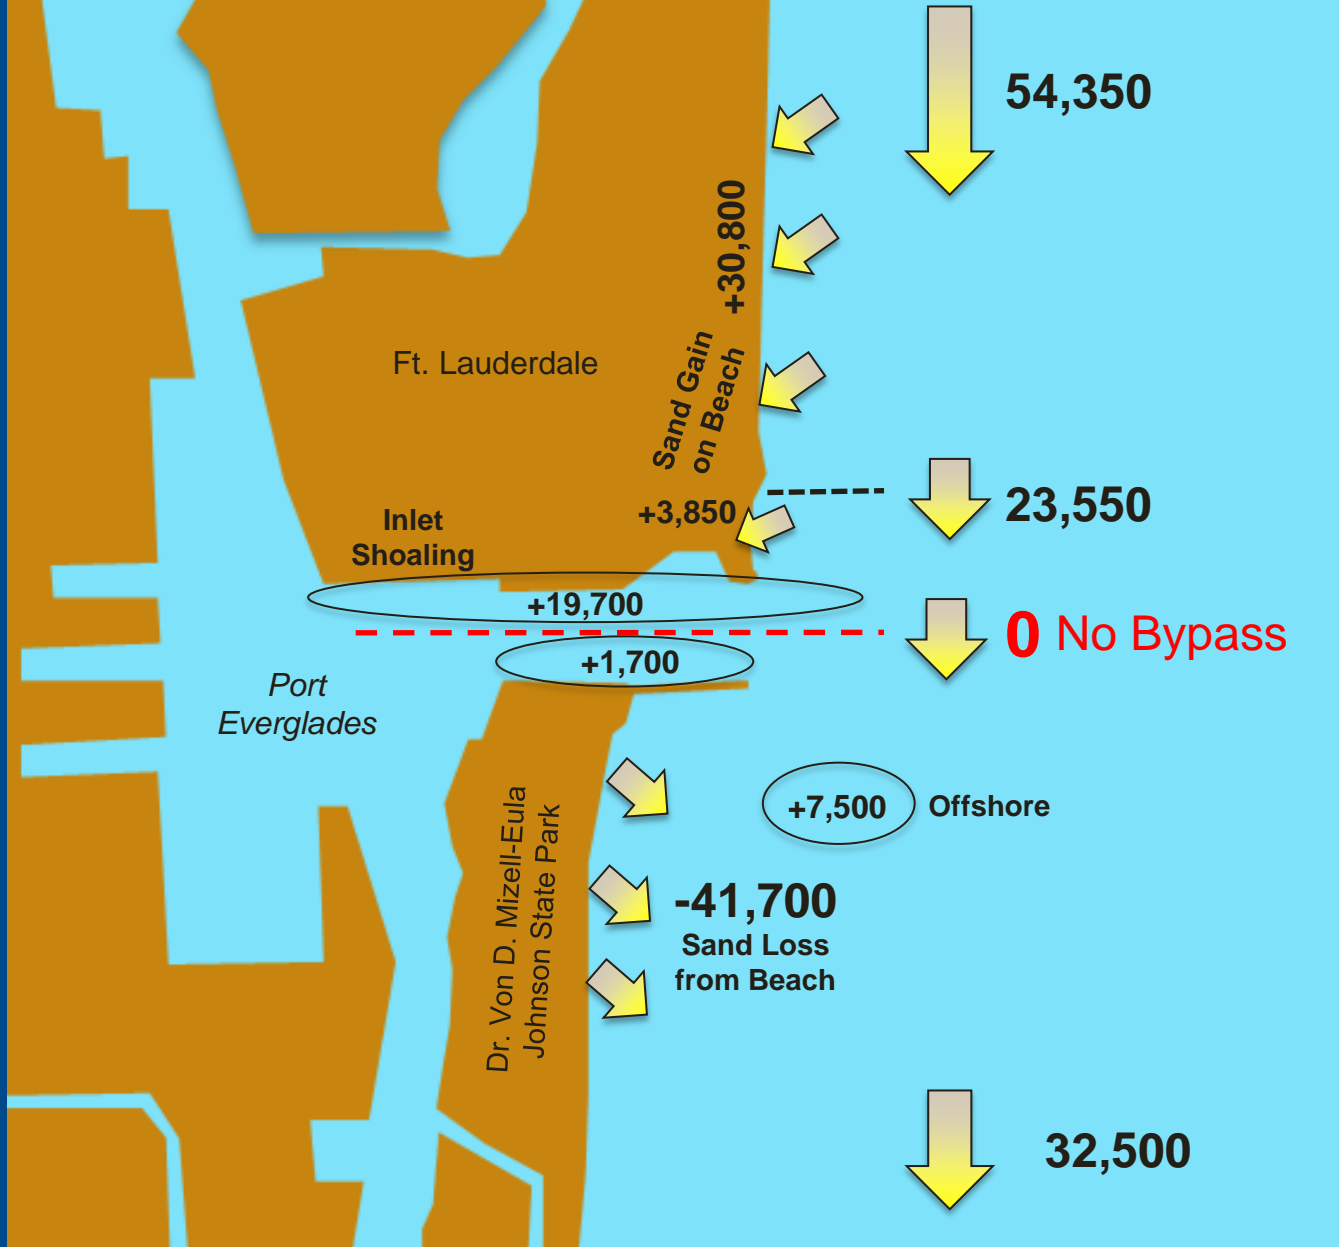 54,350
+30,800
Ft. Lauderdale
Sand Gain
on Beach
+3,850
23,550
Inlet
Shoaling
+19,700
0 No Bypass
+1,700
Port
Everglades
+7,500 Offshore
Dr. Von D. Mizell-Eula
Johnson State Park
-41,700
Sand Loss
from Beach
32,500